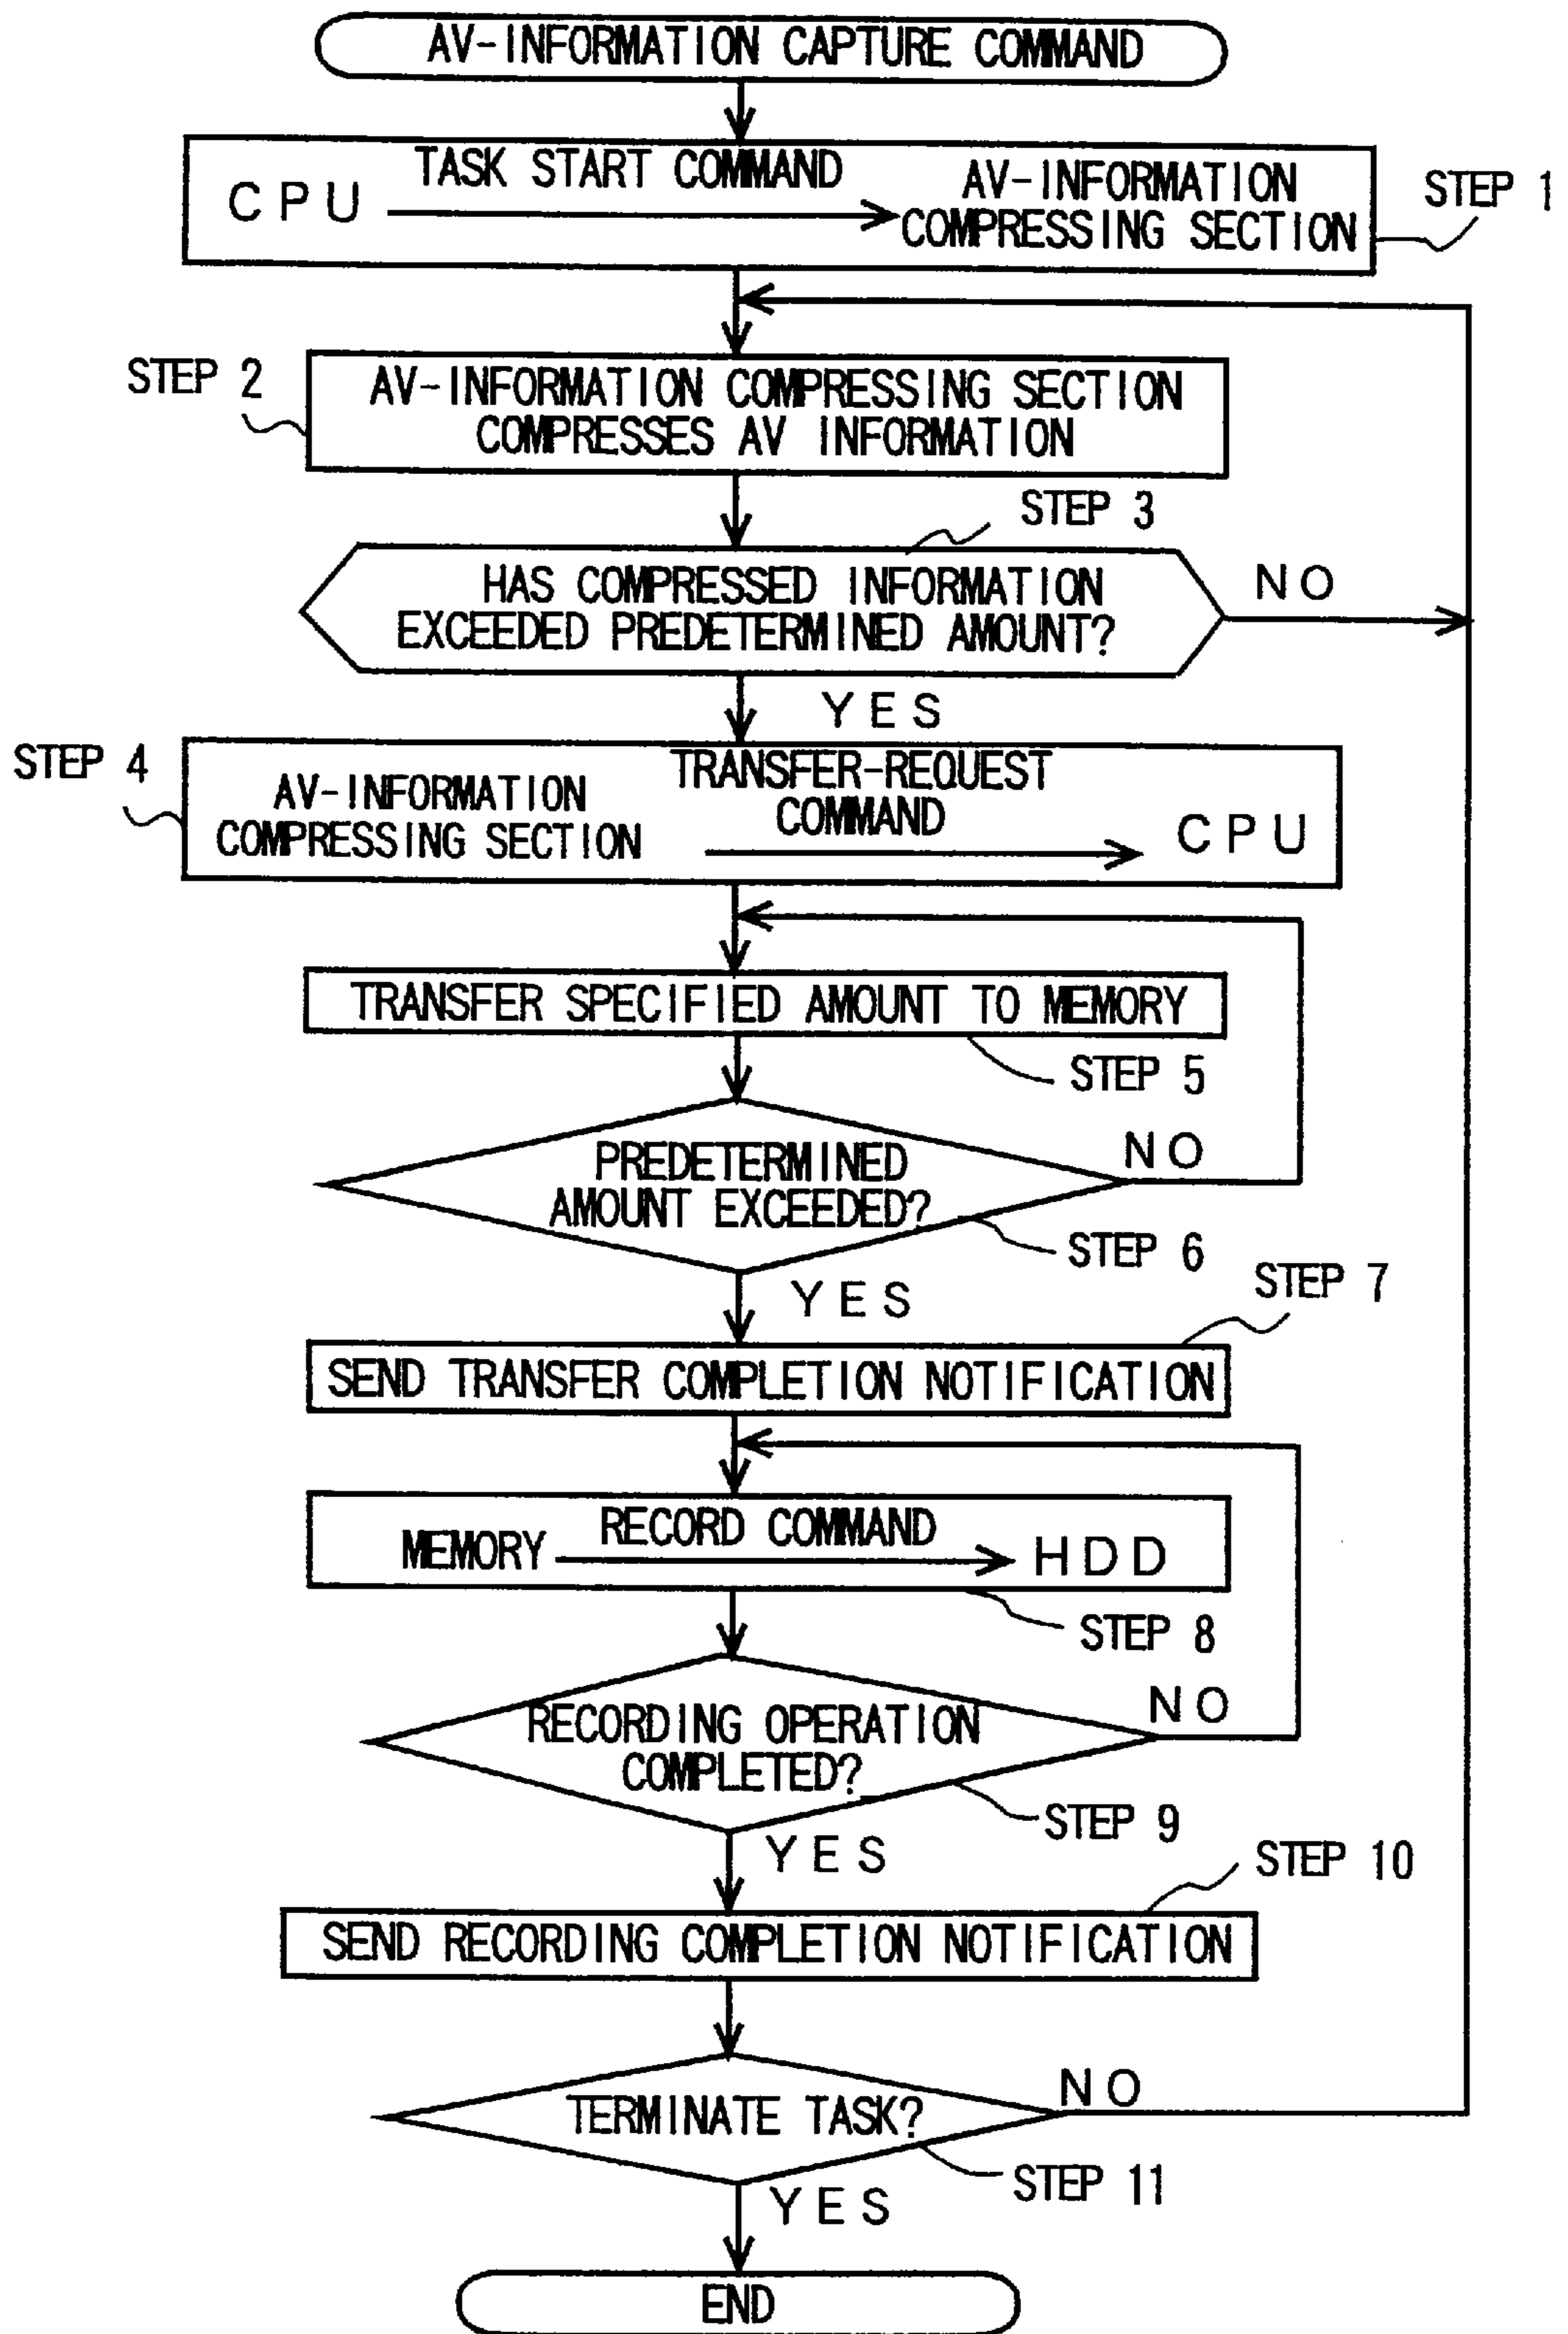 AV-INFORMATION CAPTURE COMMAND
TASK START COMMAND
CPU
AV-INFORMATION
COMPRESSING SECTION
STEP 1
STEP 2
AV-INFORMATION COMPRESSING SECTION
COMPRESSES AV INFORMATION
STEP 3
HAS COMPRESSED INFORMATION
EXCEEDED PREDETERMINED AMOUNT?
NO
YES
STEP 4
AV-INFORMATION
COMPRESSING SECTION
TRANSFER-REQUEST
COMMAND
CPU
TRANSFER SPECIFIED AMOUNT TO MEMORY
STEP 5
PREDETERMINED
AMOUNT EXCEEDED?
NO
STEP 6
YES
STEP 7
SEND TRANSFER COMPLETION NOTIFICATION
MEMORY
RECORD COMMAND
HDD
STEP 8
RECORDING OPERATION
COMPLETED?
NO
STEP 9
YES
STEP 10
SEND RECORDING COMPLETION NOTIFICATION
TERMINATE TASK?
NO
STEP 11
YES
END